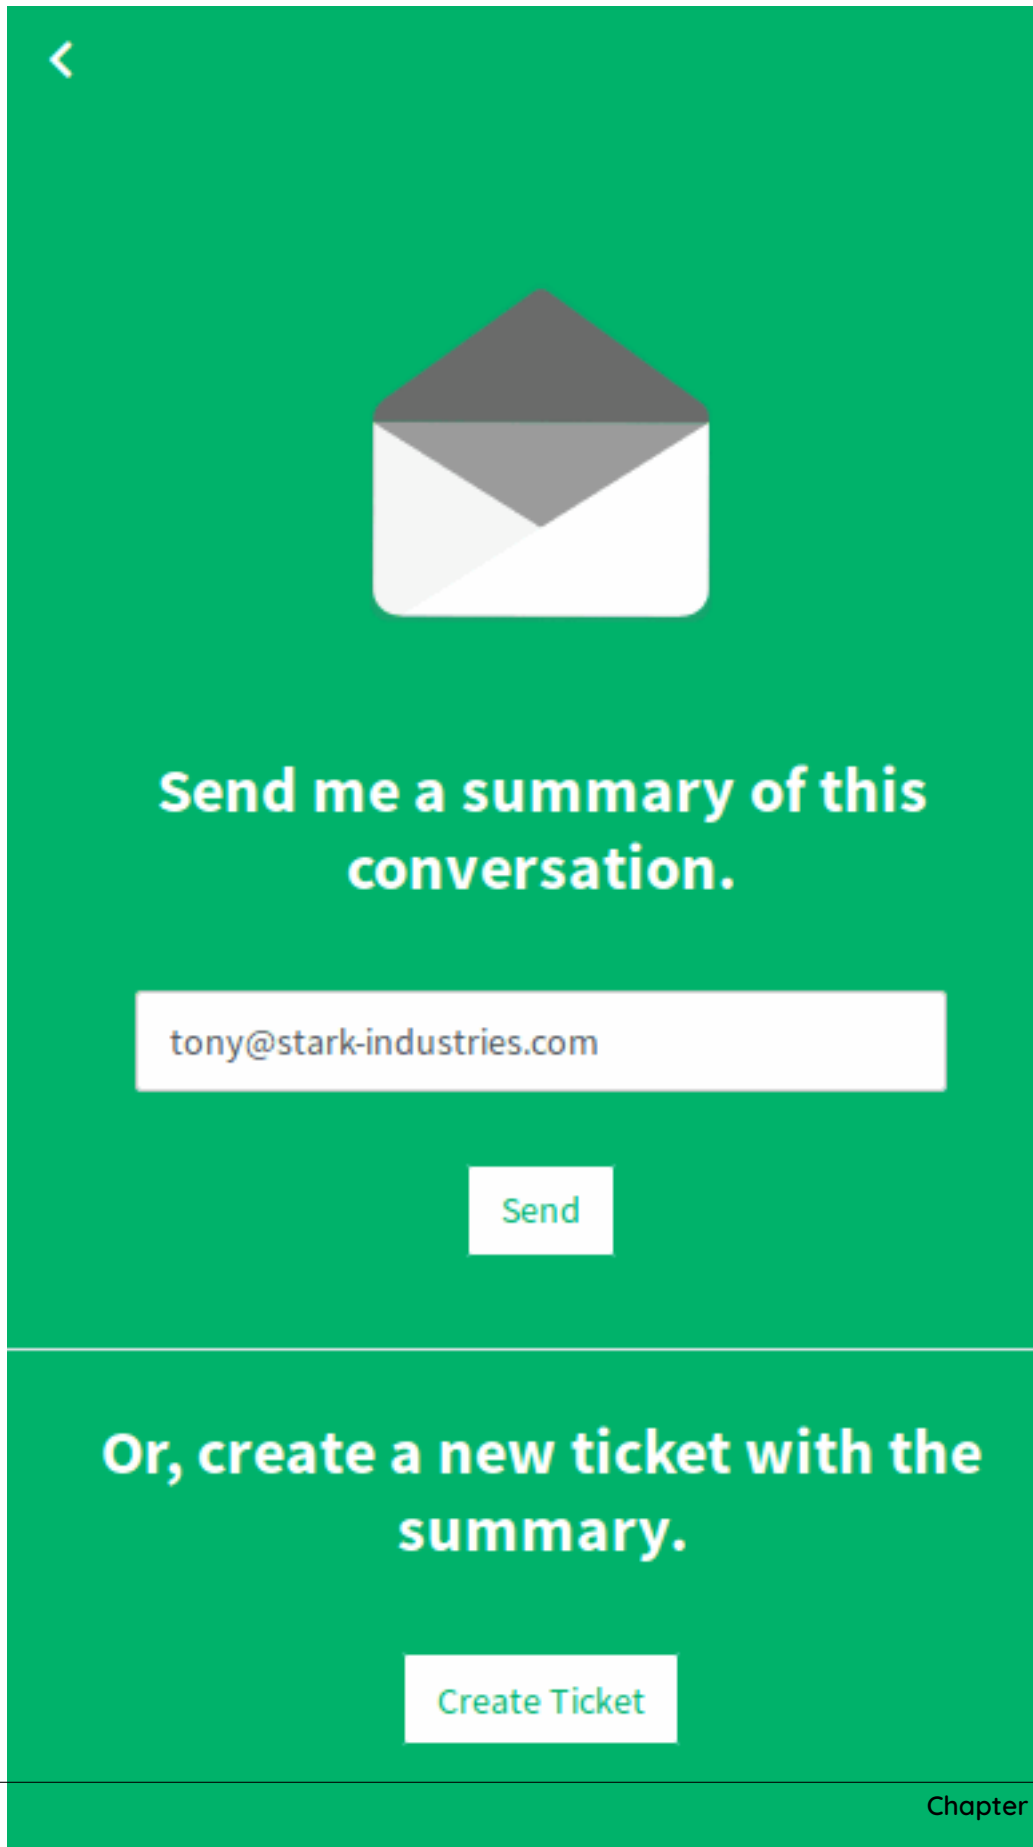 Send me a summary of this
conversation.
tony@stark-industries.com
Send
Or, create a new ticket with the
summary.
Create Ticket
Chapter